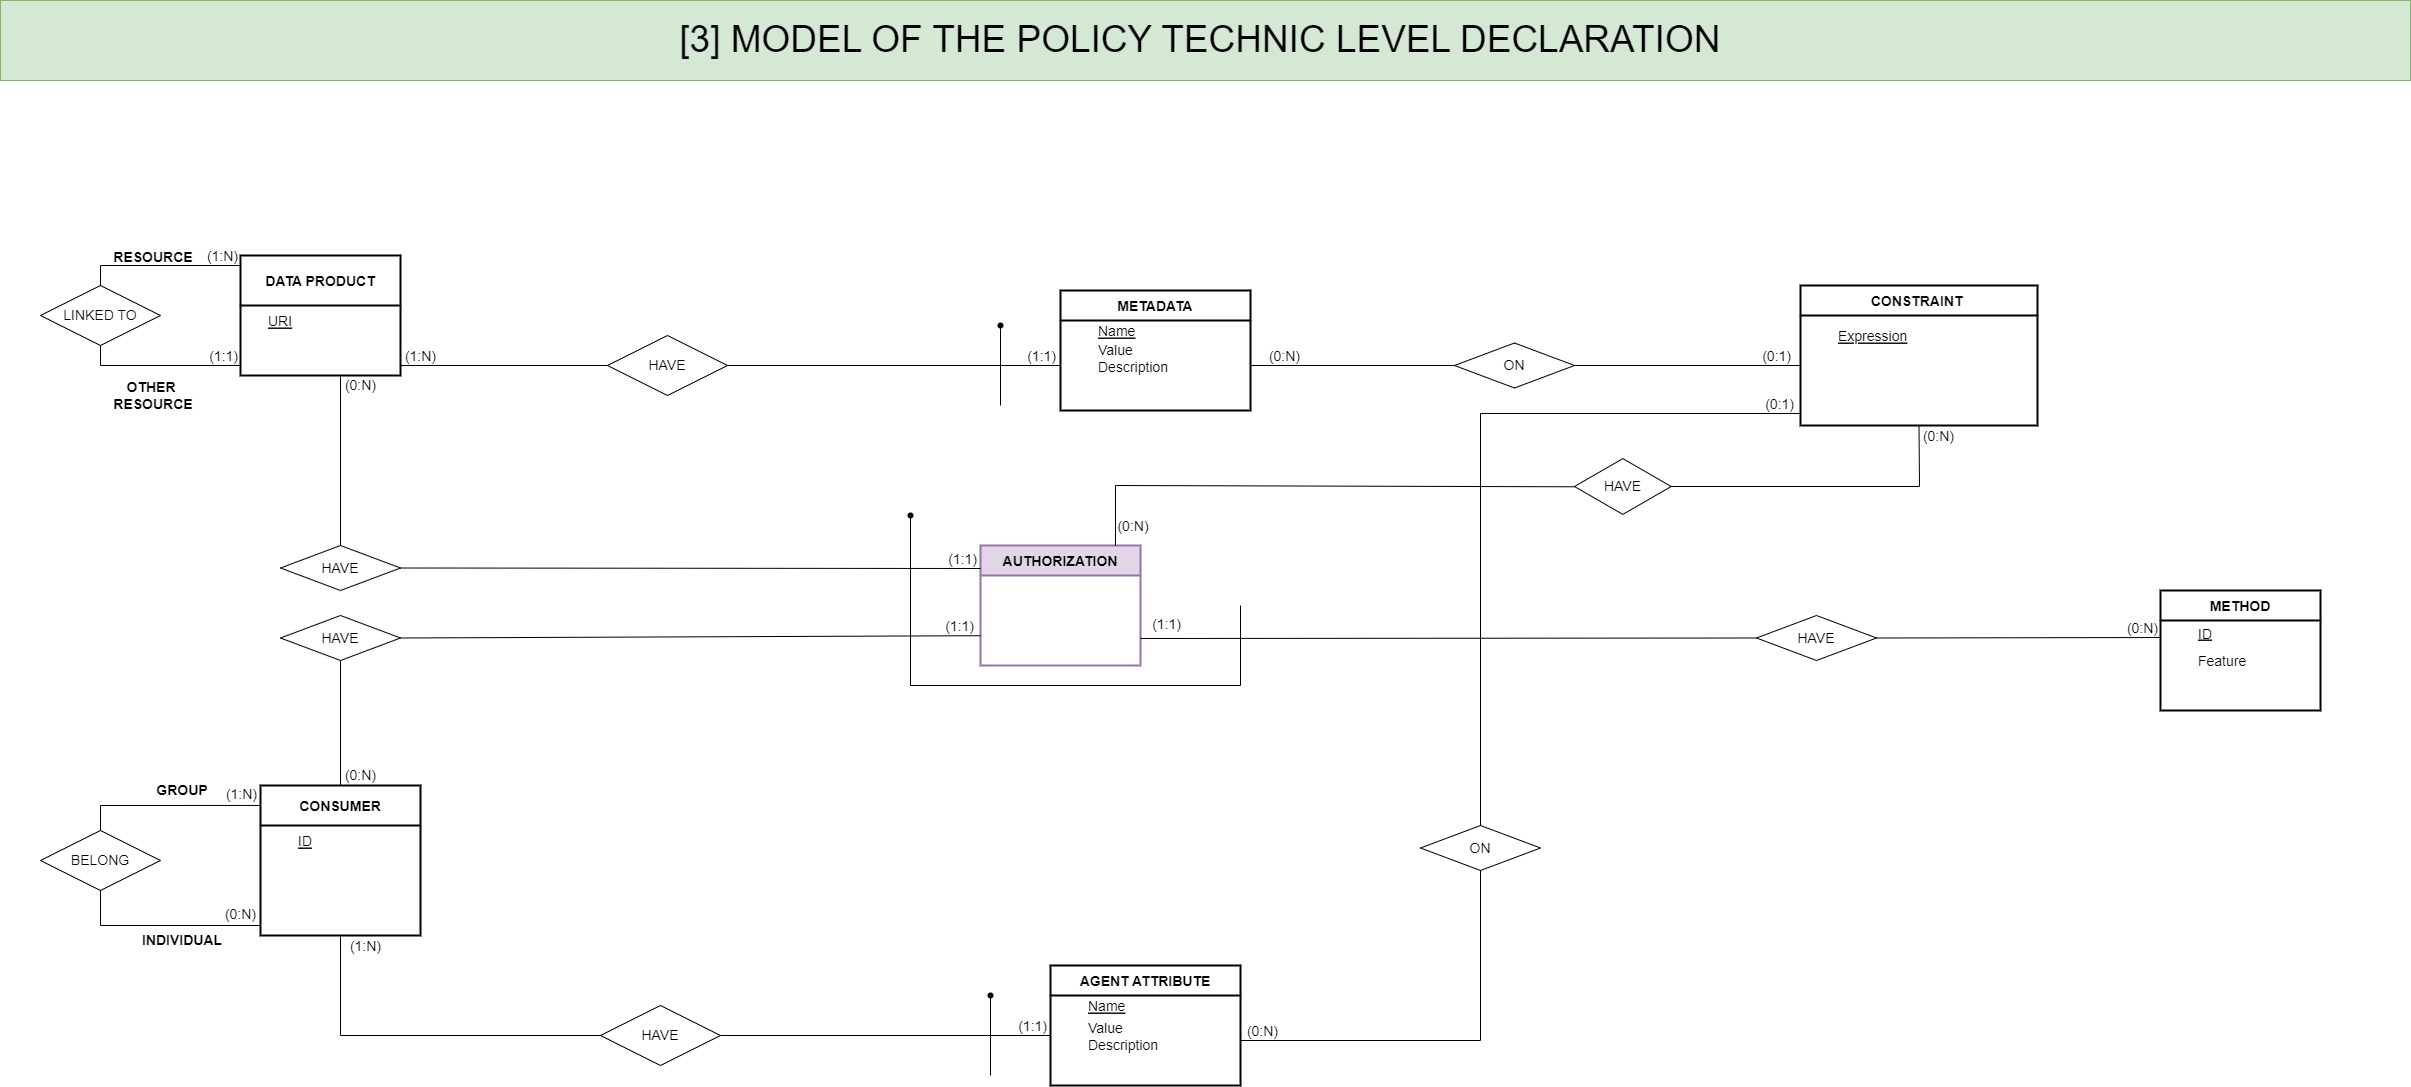 [3] MODEL OF THE POLICY TECHNIC LEVEL DECLARATION
RESOURCE
(1:N)
DATA PRODUCT
URI
LINKED TO
(1:1)
OTHER
RESOURCE
(1:N)
(0:N)
HAVE
(1:1)
METADATA
Name
Value
Description
(0:N)
ON
(0:1)
CONSTRAINT
Expression
(0:1)
(0:N)
HAVE
(0:N)
HAVE
(1:1)
AUTHORIZATION
HAVE
(1:1)
(1:1)
HAVE
(0:N)
METHOD
ID
Feature
(0:N)
GROUP
(1:N)
CONSUMER
ID
BELONG
(0:N)
INDIVIDUAL
(1:N)
ON
HAVE
(1:1)
AGENT ATTRIBUTE
Name
Value
Description
(0:N)